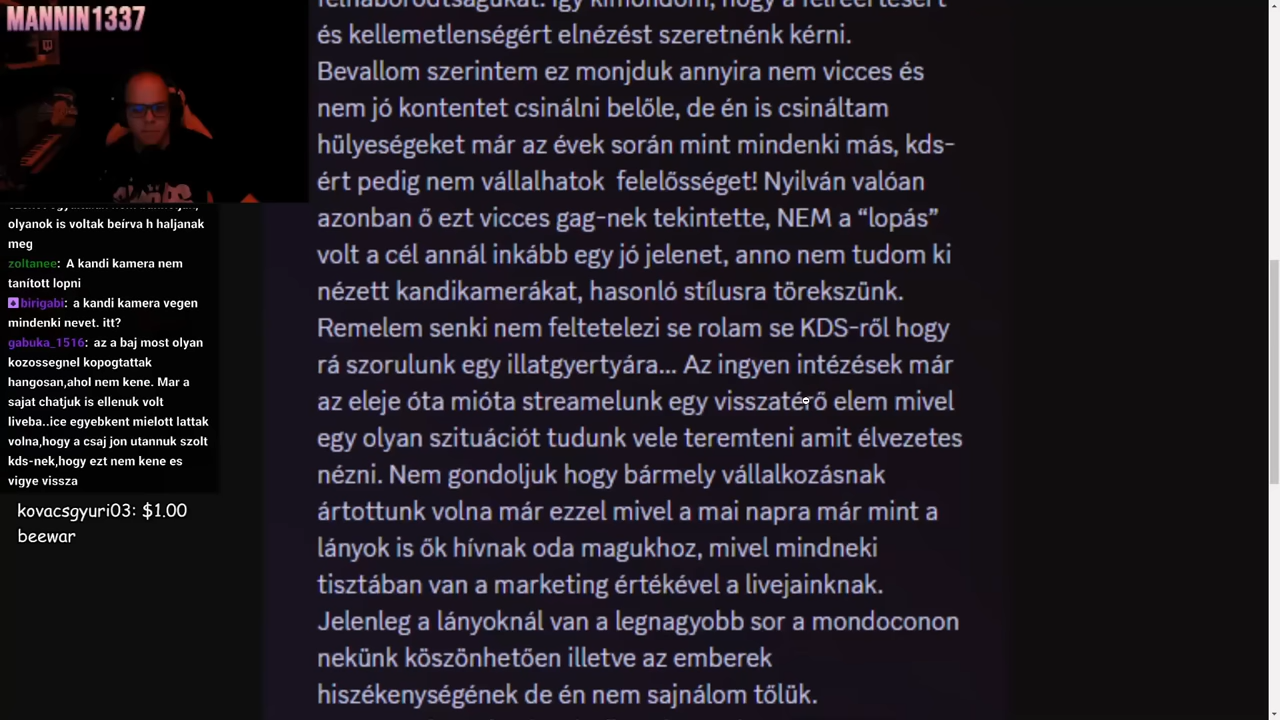 MANNIN1337
olyanok is voltak beírva h haljanak
meg
zoltanee: A kandi kamera nem
tanított lopni
birigabi: a kandi kamera vegen
mindenki nevet. itt?
gabuka_1516: az a baj most olyan
kozossegnel kopogtattak
hangosan,ahol nem kene. Mar a
sajat chatjuk is ellenuk volt
liveba..ice egyebkent mielott lattak
volna,hogy a csaj jon utannuk szolt
kds-nek,hogy ezt nem kene es
vigye vissza
kovacsgyuri03: $1.00
beewar
felháborodtságukat. Így kimondom, hogy a félreértésért
és kellemetlenségért elnézést szeretnénk kérni.
Bevallom szerintem ez monjduk annyira nem vicces és
nem jó kontentet csinálni belőle, de én is csináltam
hülyeségeket már az évek során mint mindenki más, kds-
ért pedig nem vállalhatok felelősséget! Nyilván valóan
azonban ő ezt vicces gag-nek tekintette, NEM a “lopás”
volt a cél annál inkább egy jó jelenet, anno nem tudom ki
nézett kandikamerákat, hasonló stílusra törekszünk.
Remelem senki nem feltetelezi se rolam se KDS-ről hogy
rá szorulunk egy illatgyertyára... Az ingyen intézések már
az eleje óta mióta streamelunk egy visszatérő elem mivel
egy olyan szituációt tudunk vele teremteni amit élvezetes
nézni. Nem gondoljuk hogy bármely vállalkozásnak
ártottunk volna már ezzel mivel a mai napra már mint a
lányok is ők hívnak oda magukhoz, mivel mindneki
tisztában van a marketing értékével a livejainknak.
Jelenleg a lányoknál van a legnagyobb sor a mondoconon
nekünk köszönhetően illetve az emberek
hiszékenységének de én nem sajnálom tőlük.